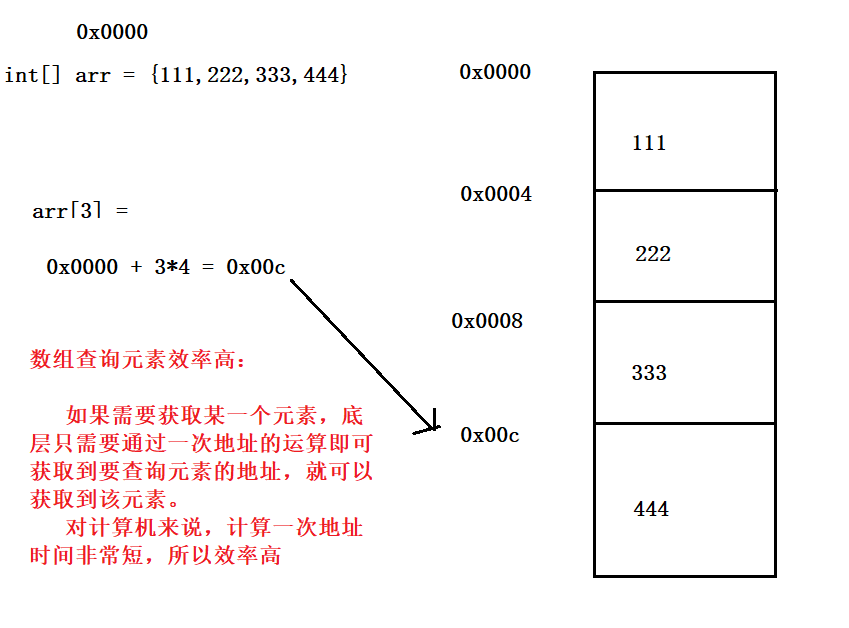 0x0000
int[] arr = {111,222,333,444}
0x0000
111
0x0004
arr[3] =
222
0x0000 + 3*4 = 0x00c
0x0008
数组查询元素效率高：
333
如果需要获取某一个元素，底
层只需要通过一次地址的运算即可
0x00c
获取到要查询元素的地址，就可以
获取到该元素。
444
对计算机来说，计算一次地址
时间非常短，所以效率高